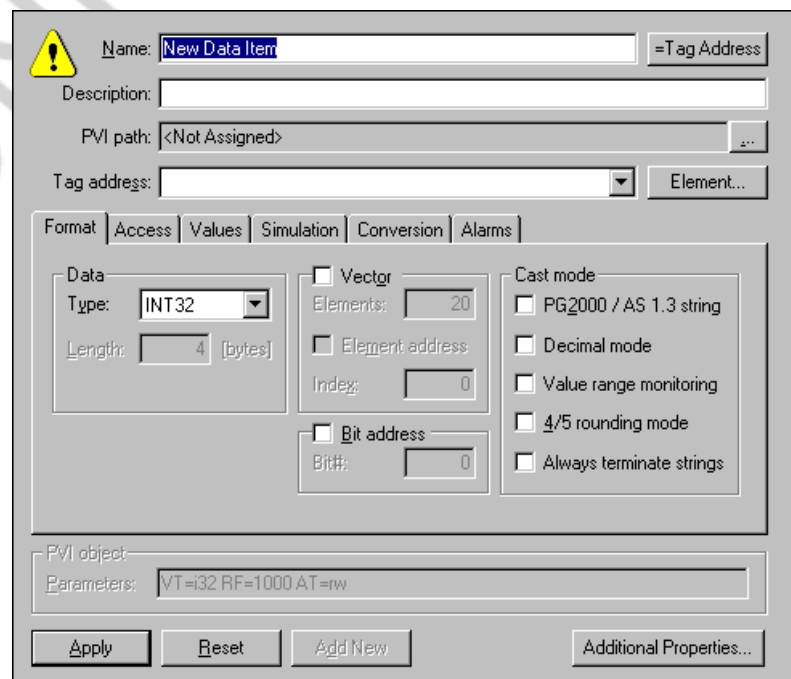 Name: New Data Item =Tag Address
Description:
PVI path: <Not Assigned> ...
Tag address: Element...
Format Access Values Simulation Conversion Alarms
Data
Type: INT32
Length: 4 [bytes]
Vector
Elements: 20
Element address
Index: 0
Bit address
Bit#: 0
Cast mode
PG2000 / AS 1.3 string
Decimal mode
Value range monitoring
4/5 rounding mode
Always terminate strings
PVI object
Parameters: VT=i32 RF=1000 AT=rw
Apply Reset Add New Additional Properties...